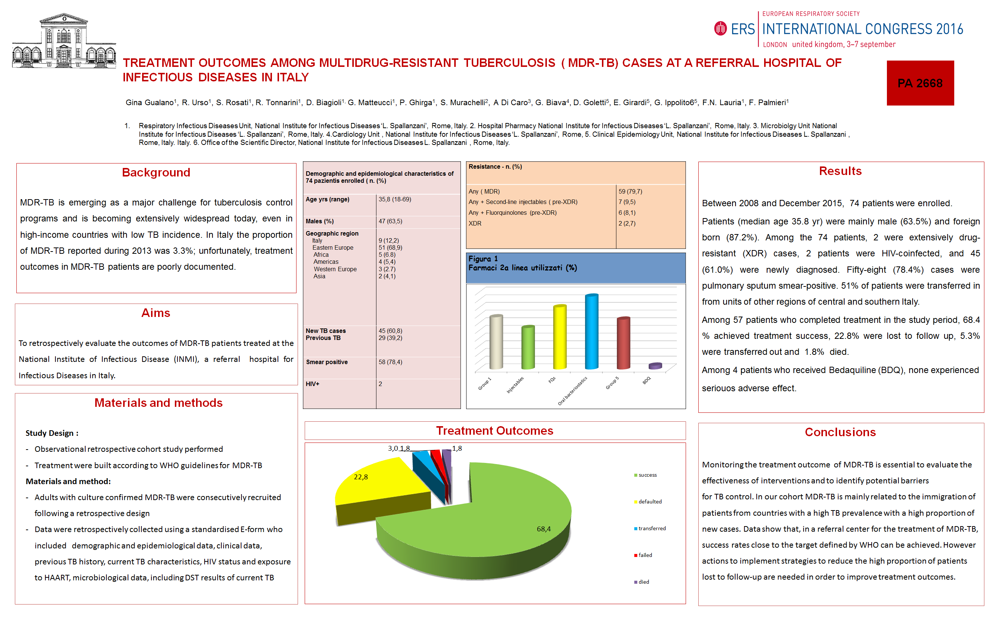 EUROPEAN RESPIRATORY SOCIETY
ERS INTERNATIONAL CONGRESS 2016
LONDON united kingdom, 3–7 september
TREATMENT OUTCOMES AMONG MULTIDRUG-RESISTANT TUBERCULOSIS ( MDR-TB) CASES AT A REFERRAL HOSPITAL OF
INFECTIOUS DISEASES IN ITALY
PA 2668
Gina Gualano1, R. Urso1, S. Rosati1, R. Tonnarini1, D. Biagioli1, G. Matteucci1, P. Ghirga1, S. Murachelli2, A Di Caro3, G. Biava4, D. Goletti5, E. Girardi5, G. Ippolito65, F.N. Lauria1, F. Palmieri1
1. Respiratory Infectious Diseases Unit, National Institute for Infectious Diseases ‘L. Spallanzani’, Rome, Italy. 2. Hospital Pharmacy National Institute for Infectious Diseases ‘L. Spallanzani’, Rome, Italy. 3. Microbiolgy Unit National
Institute for Infectious Diseases ‘L. Spallanzani’, Rome, Italy. 4.Cardiology Unit , National Institute for Infectious Diseases ‘L. Spallanzani’, Rome, 5. Clinical Epidemiology Unit, National Institute for Infectious Diseases L. Spallanzani ,
Rome, Italy. Italy. 6. Office of the Scientific Director, National Institute for Infectious Diseases L. Spallanzani , Rome, Italy.
Background
MDR-TB is emerging as a major challenge for tuberculosis control
programs and is becoming extensively widespread today, even in
high-income countries with low TB incidence. In Italy the proportion
of MDR-TB reported during 2013 was 3.3%; unfortunately, treatment
outcomes in MDR-TB patients are poorly documented.
Aims
To retrospectively evaluate the outcomes of MDR-TB patients treated at the
National Institute of Infectious Disease (INMI), a referral hospital for
Infectious Diseases in Italy.
Materials and methods
Study Design :
- Observational retrospective cohort study performed
- Treatment were built according to WHO guidelines for MDR-TB
Materials and method:
- Adults with culture confirmed MDR-TB were consecutively recruited
following a retrospective design
- Data were retrospectively collected using a standardised E-form who
included demographic and epidemiological data, clinical data,
previous TB history, current TB characteristics, HIV status and exposure
to HAART, microbiological data, including DST results of current TB
Demographic and epidemiological characteristics of
74 pazientis enrolled ( n. (%)
Age yrs (range) 35,8 (18-69)
Males (%) 47 (63,5)
Geographic region
Italy 9 (12,2)
Eastern Europe 51 (68,9)
Africa 5 (6.8)
Americas 4 (5,4)
Western Europe 3 (2.7)
Asia 2 (4,1)
New TB cases 45 (60,8)
Previous TB 29 (39,2)
Smear positive 58 (78,4)
HIV+ 2
Resistance - n. (%)
Any ( MDR) 59 (79,7)
Any + Second-line injectables ( pre-XDR) 7 (9,5)
Any + Fluorquinolones (pre-XDR) 6 (8,1)
XDR 2 (2,7)
Figura 1
Farmaci 2a linea utilizzati (%)
Group 1
Injectables
FQs
Oral bacteriostatics
Group 5
BDQ
Treatment Outcomes
3,0 1,8 1,8
22,8
68,4
success
defaulted
transferred
failed
died
Results
Between 2008 and December 2015, 74 patients were enrolled.
Patients (median age 35.8 yr) were mainly male (63.5%) and foreign
born (87.2%). Among the 74 patients, 2 were extensively drug-
resistant (XDR) cases, 2 patients were HIV-coinfected, and 45
(61.0%) were newly diagnosed. Fifty-eight (78.4%) cases were
pulmonary sputum smear-positive. 51% of patients were transferred in
from units of other regions of central and southern Italy.
Among 57 patients who completed treatment in the study period, 68.4
% achieved treatment success, 22.8% were lost to follow up, 5.3%
were transferred out and 1.8% died.
Among 4 patients who received Bedaquiline (BDQ), none experienced
seriouos adverse effect.
Conclusions
Monitoring the treatment outcome of MDR-TB is essential to evaluate the
effectiveness of interventions and to identify potential barriers
for TB control. In our cohort MDR-TB is mainly related to the immigration of
patients from countries with a high TB prevalence with a high proportion of
new cases. Data show that, in a referral center for the treatment of MDR-TB,
success rates close to the target defined by WHO can be achieved. However
actions to implement strategies to reduce the high proportion of patients
lost to follow-up are needed in order to improve treatment outcomes.